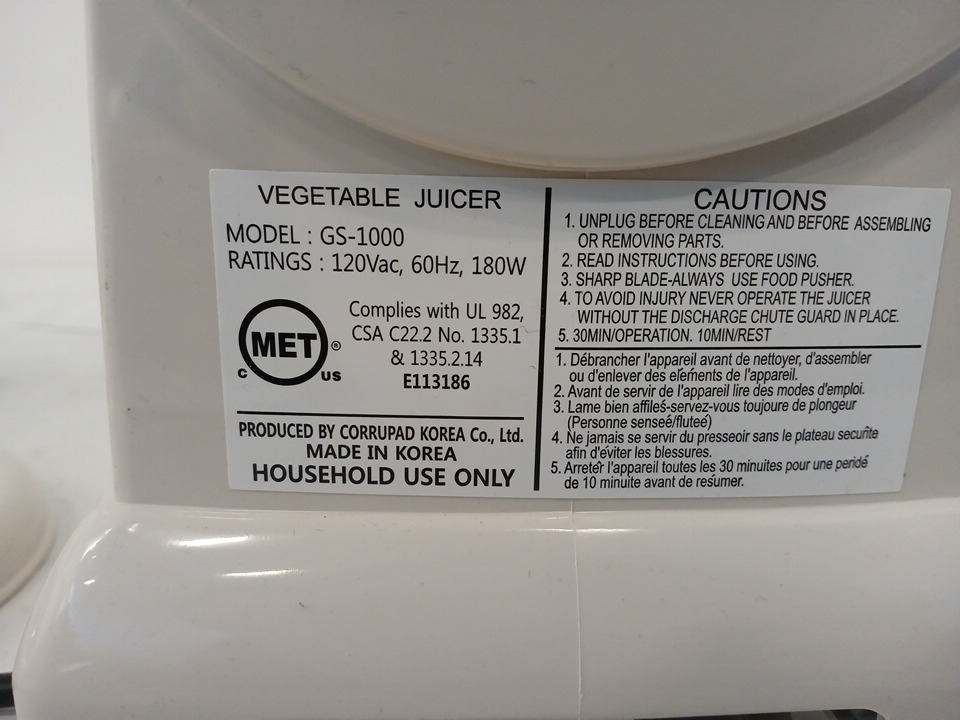 VEGETABLE JUICER
MODEL : GS-1000
RATINGS : 120Vac, 60Hz, 180W
MET®
C US
Complies with UL 982,
CSA C22.2 No. 1335.1
& 1335.2.14
E113186
PRODUCED BY CORRUPAD KOREA Co., Ltd.
MADE IN KOREA
HOUSEHOLD USE ONLY
CAUTIONS
1. UNPLUG BEFORE CLEANING AND BEFORE ASSEMBLING
OR REMOVING PARTS.
2. READ INSTRUCTIONS BEFORE USING.
3. SHARP BLADE-ALWAYS USE FOOD PUSHER.
4. TO AVOID INJURY NEVER OPERATE THE JUICER
WITHOUT THE DISCHARGE CHUTE GUARD IN PLACE.
5. 30MIN/OPERATION. 10MIN/REST
1. Débrancher l'appareil avant de nettoyer, d'assembler
ou d'enlever des eléments de l'appareil.
2. Avant de servir de l'appareil lire des modes d'emploi.
3. Lame bien affileś-servez-vous toujoure de plongeur
(Personne senseé/fluteé)
4. Ne jamais se servir du presseoir sans le plateau securite
afin d'éviter les blessures.
5. Arreteŕ l'appareil toutes les 30 minuites pour une peridé
de 10 minuite avant de reśumer.